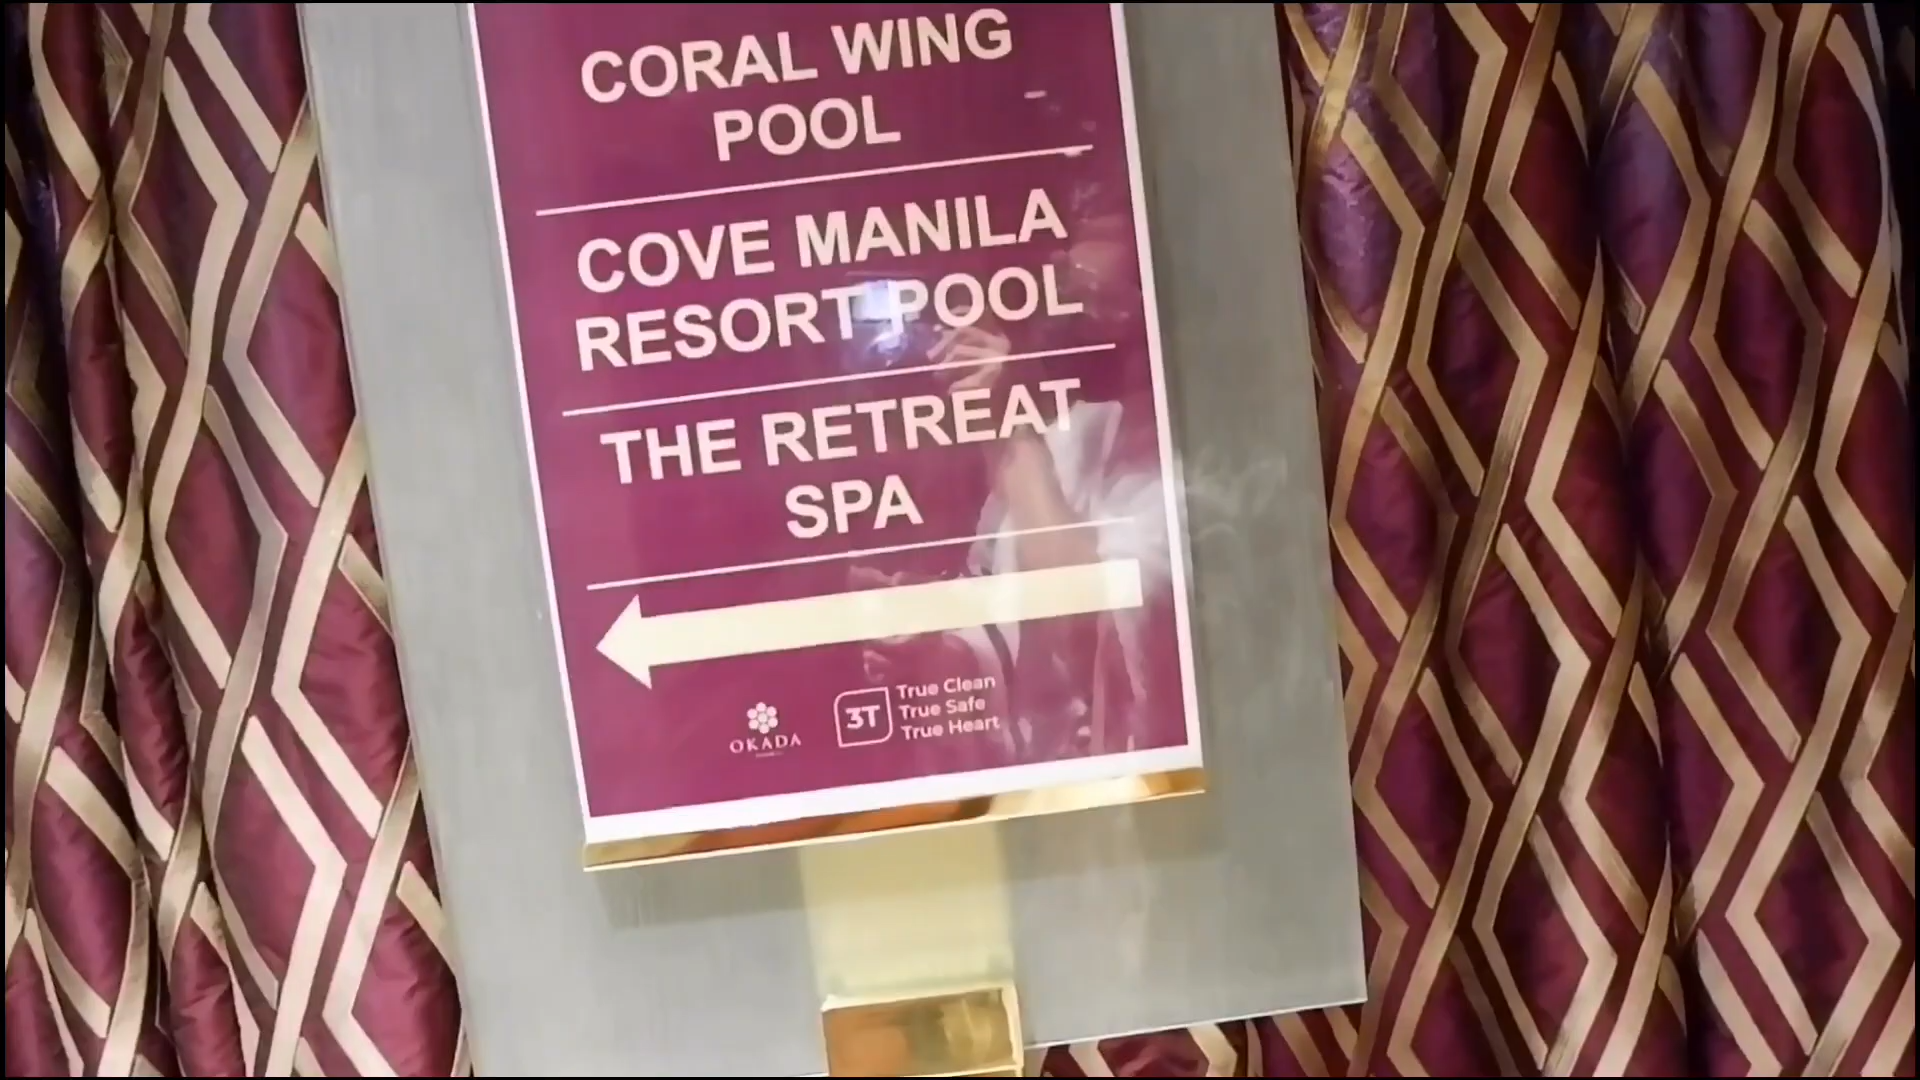 CORAL WING
POOL
COVE MANILA
RESORT POOL
THE RETREAT
SPA
OKADA
3T
True Clean
True Safe
True Heart